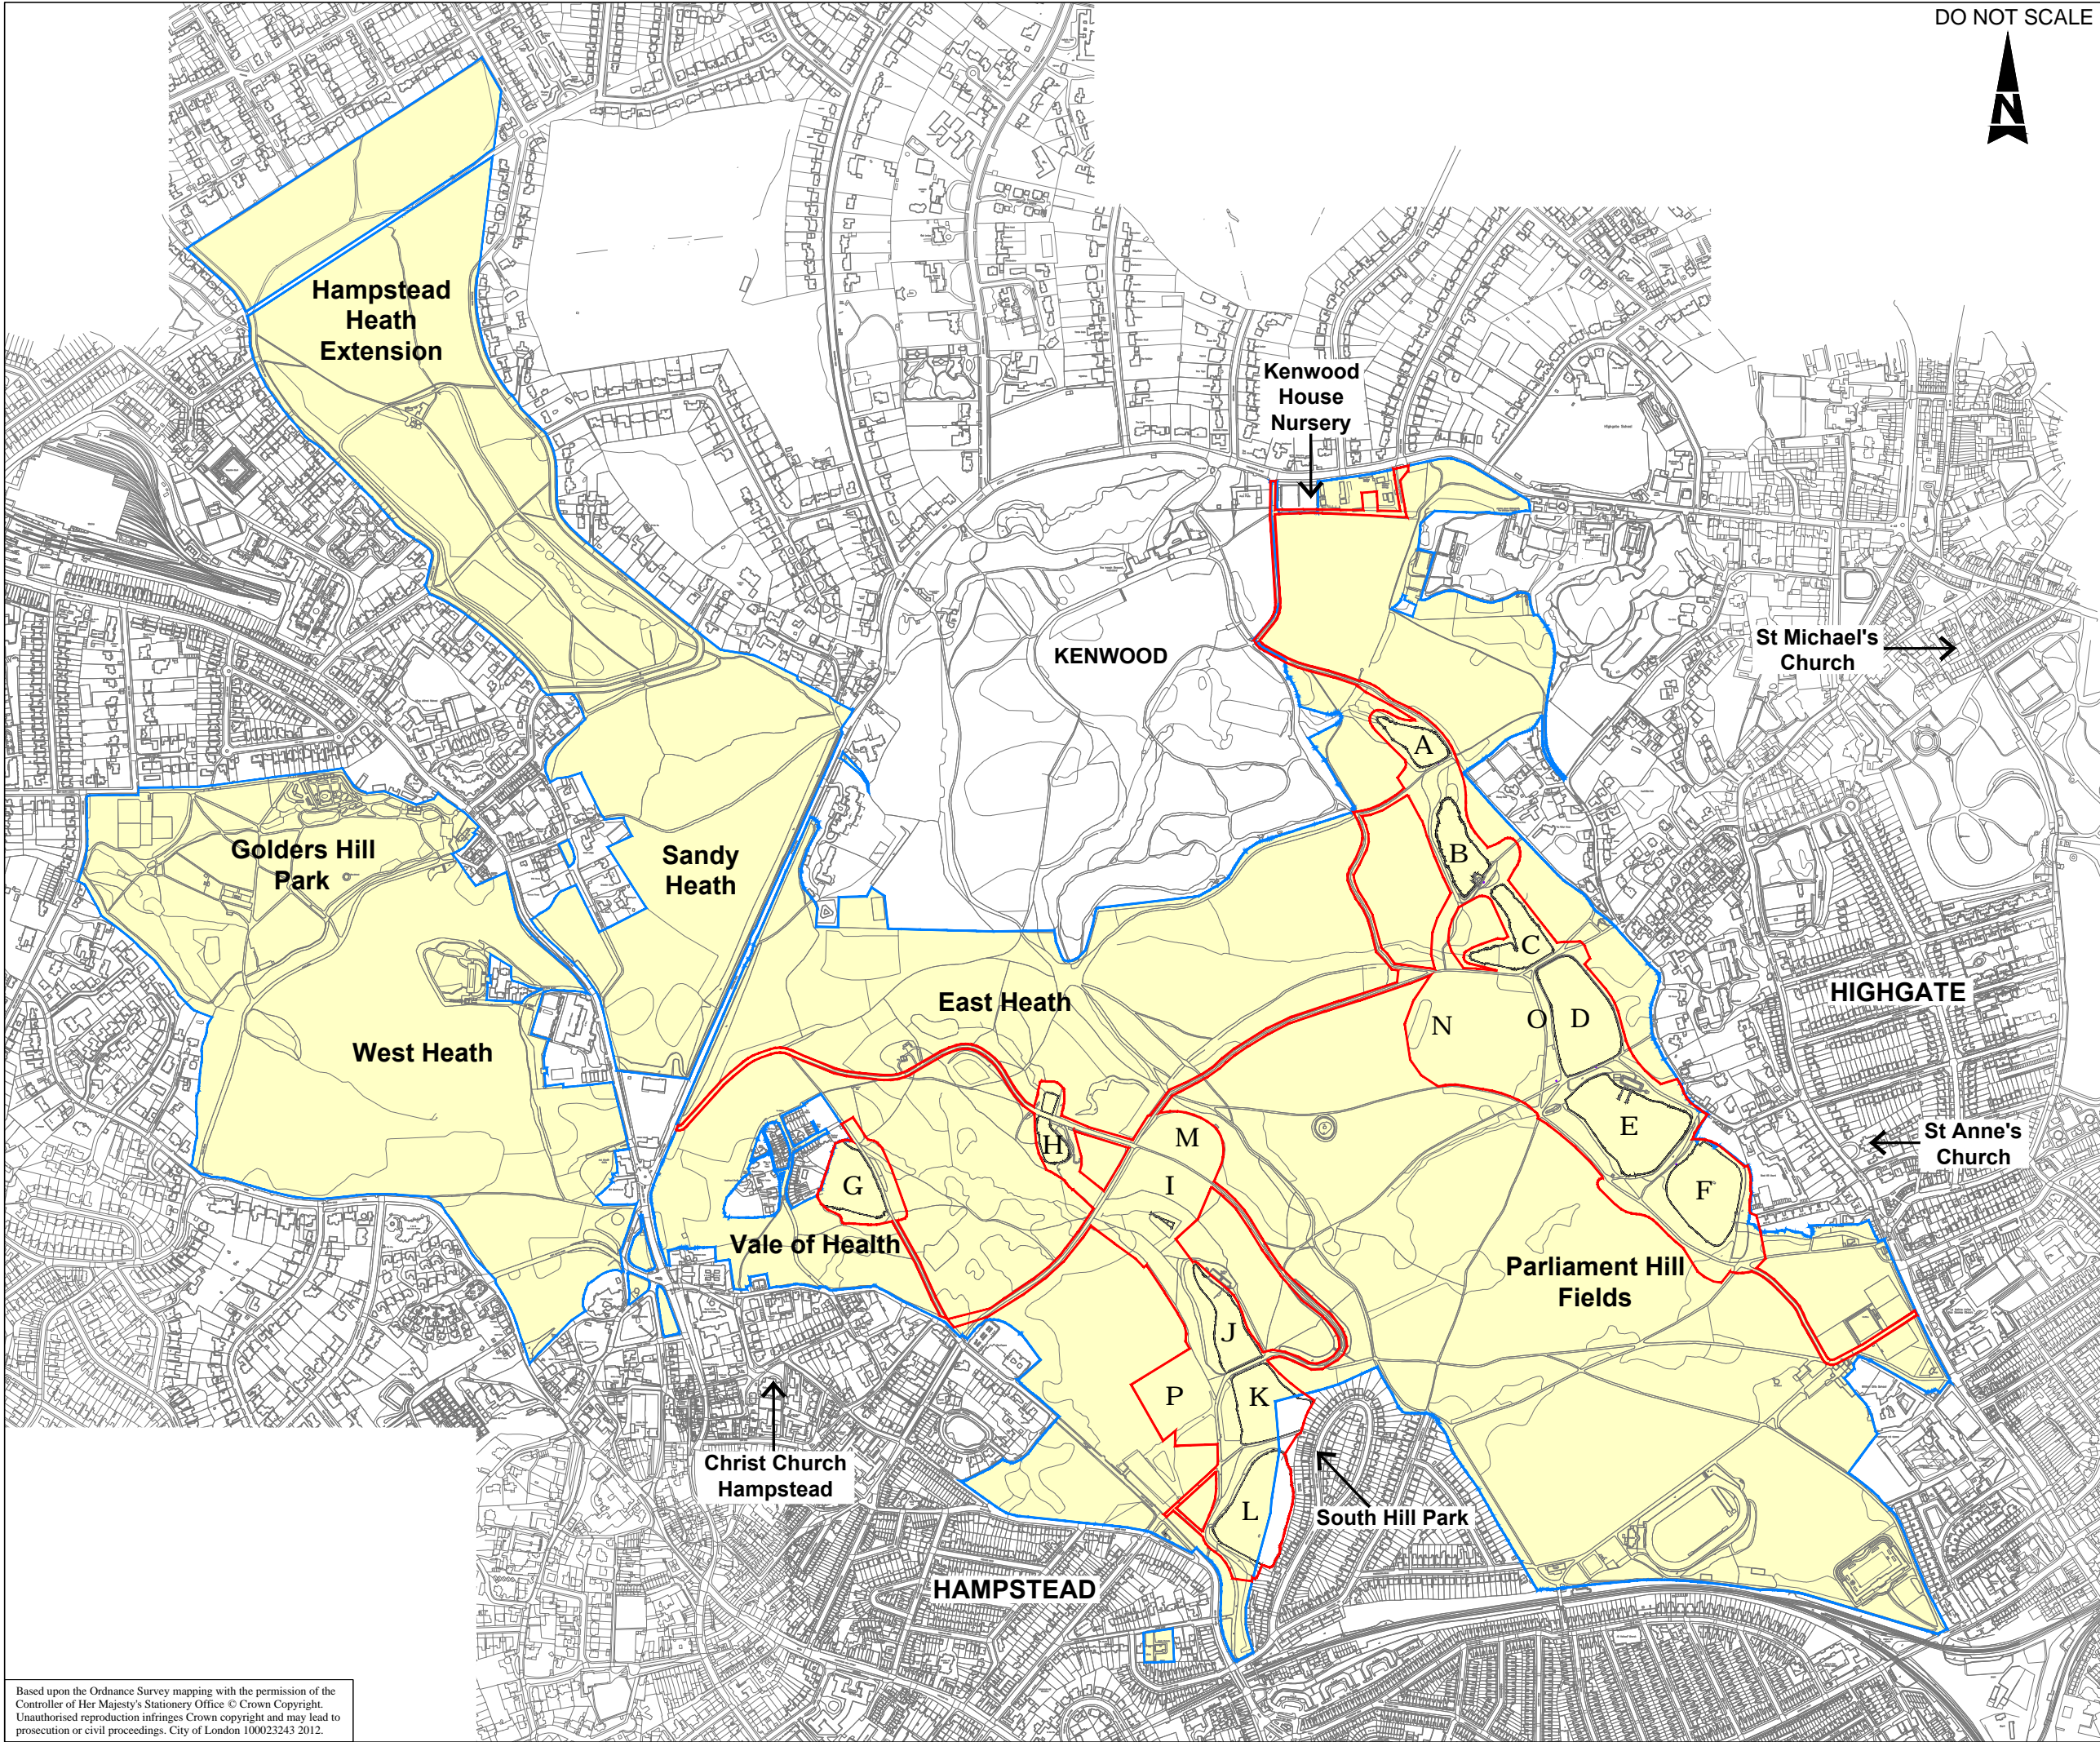 DO NOT SCALE
N
Hampstead
Heath
Extension
Kenwood
House
Nursery
St Michael's
Church
KENWOOD
A
B
Golders Hill
Park
Sandy
Heath
C
HIGHGATE
East Heath
N
O
D
West Heath
E
St Anne's
Church
M
H
I
G
F
Vale of Health
Parliament Hill
Fields
J
P
K
Christ Church
Hampstead
L
South Hill Park
HAMPSTEAD
Based upon the Ordnance Survey mapping with the permission of the
Controller of Her Majesty's Stationery Office © Crown Copyright.
Unauthorised reproduction infringes Crown copyright and may lead to
prosecution or civil proceedings. City of London 100023243 2012.